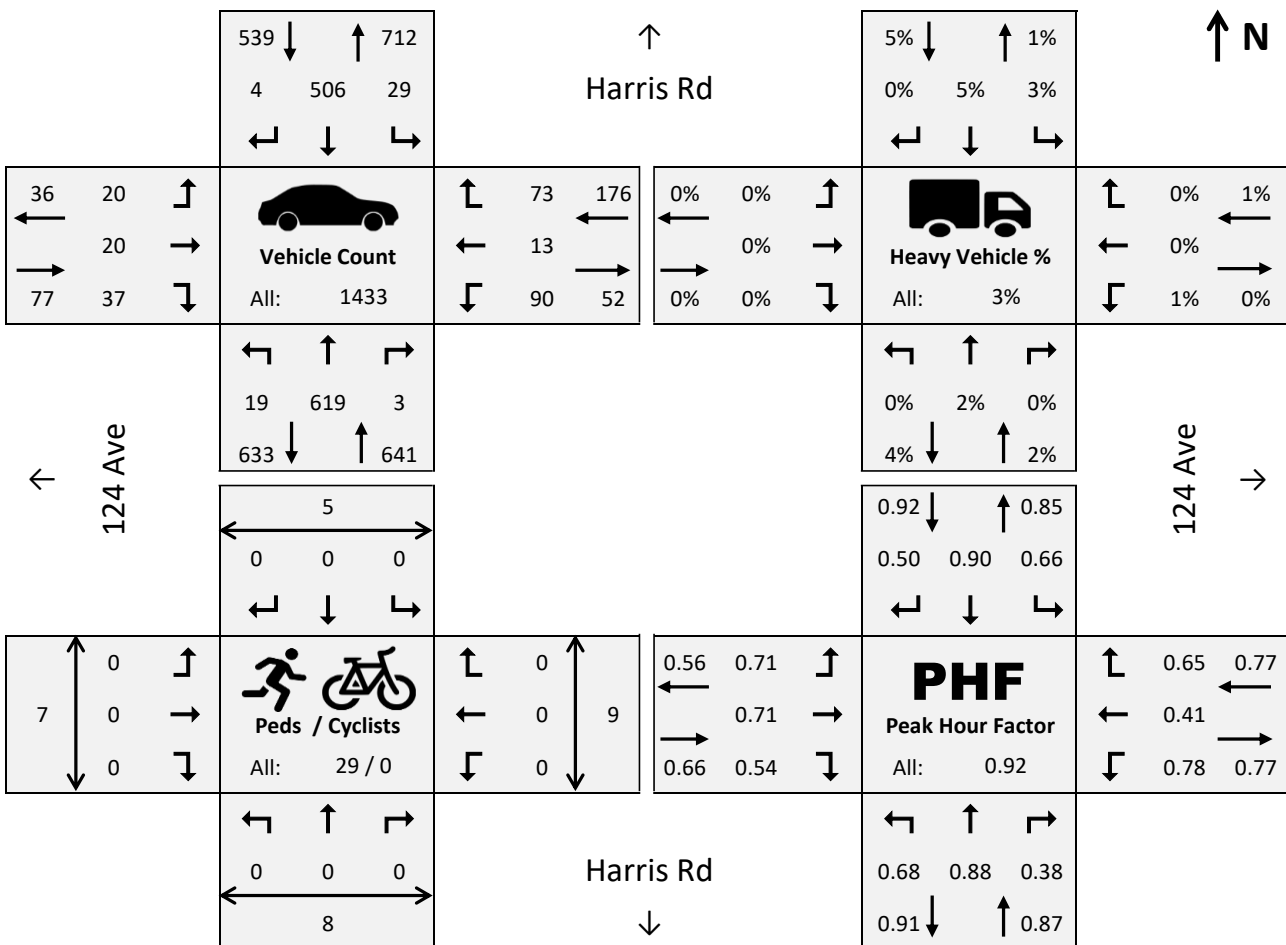 539 712
4 506 29
36 20
20
77 37
Vehicle Count
All: 1433
73 176
13
90 52
19 619 3
633 641
Harris Rd
5% 1%
0% 5% 3%
N
0% 0%
0%
0% 0%
Heavy Vehicle %
All: 3%
0% 1%
0%
1% 0%
0% 2% 0%
4% 2%
124 Ave
124 Ave
5
0 0 0
0
7 0
0
Peds / Cyclists
All: 29 / 0
0
0 9
0
0 0 0
8
Harris Rd
0.92 0.85
0.50 0.90 0.66
0.56 0.71
0.71
0.66 0.54
PHF
Peak Hour Factor
All: 0.92
0.65 0.77
0.41
0.78 0.77
0.68 0.88 0.38
0.91 0.87